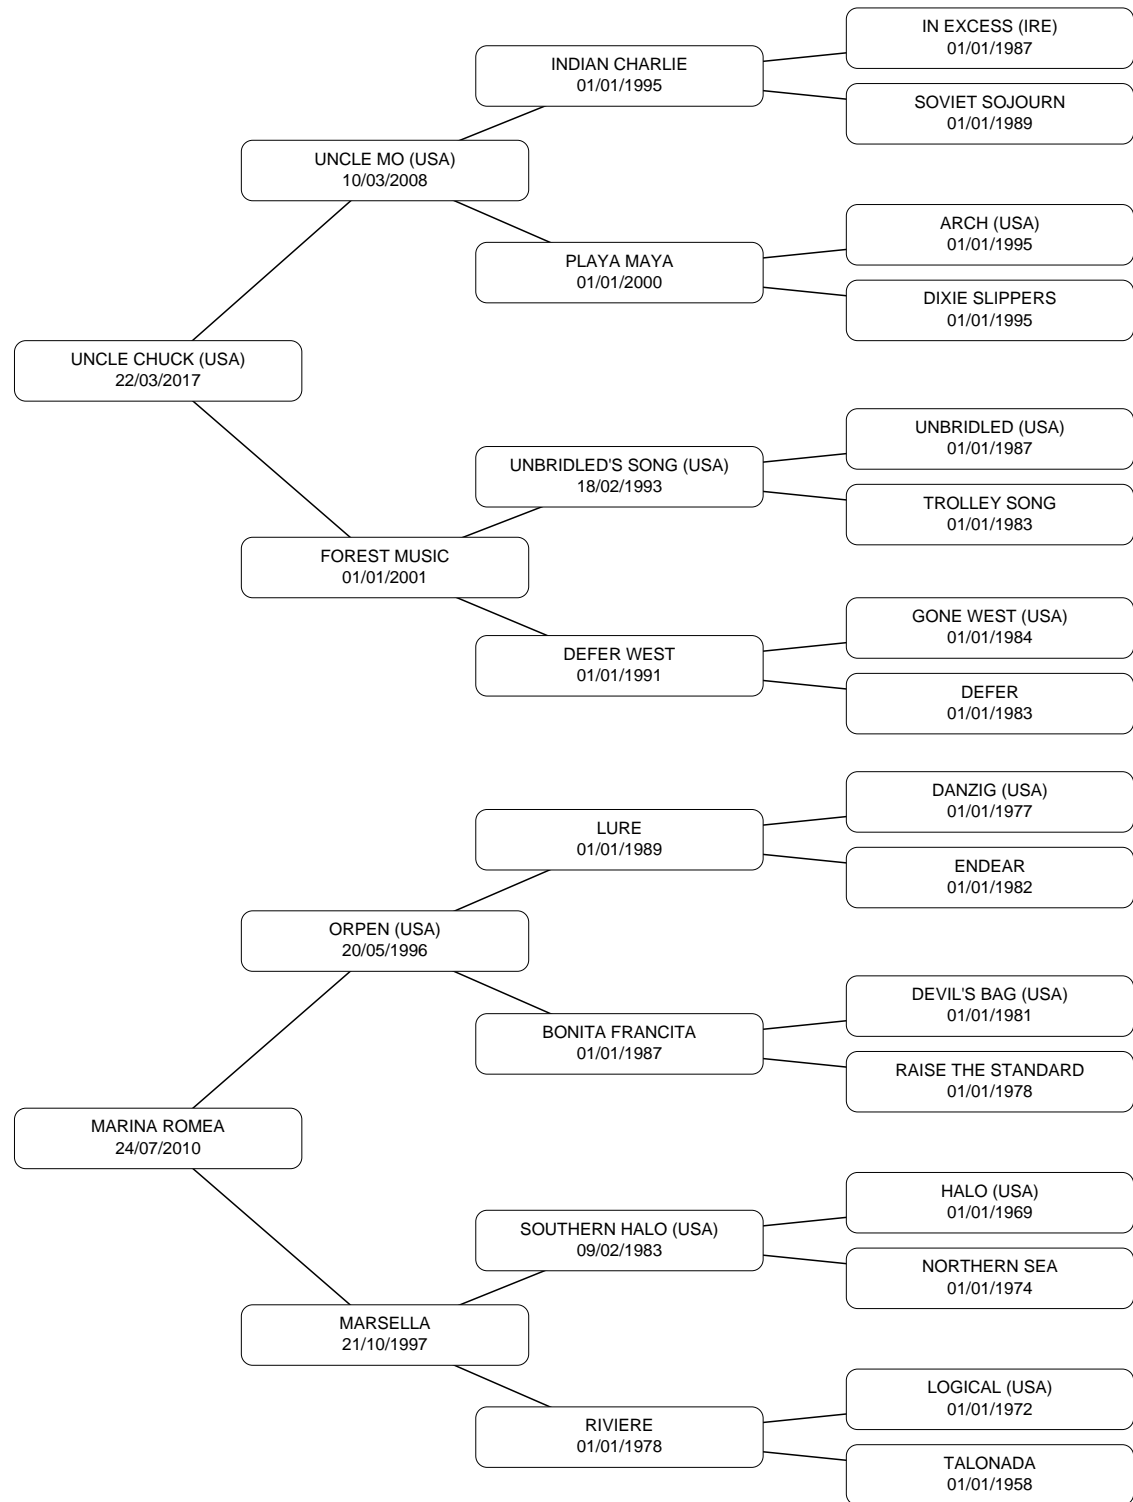 IN EXCESS (IRE)
01/01/1987
INDIAN CHARLIE
01/01/1995
SOVIET SOJOURN
01/01/1989
UNCLE MO (USA)
10/03/2008
ARCH (USA)
01/01/1995
PLAYA MAYA
01/01/2000
DIXIE SLIPPERS
01/01/1995
UNCLE CHUCK (USA)
22/03/2017
UNBRIDLED (USA)
01/01/1987
UNBRIDLED'S SONG (USA)
18/02/1993
TROLLEY SONG
01/01/1983
FOREST MUSIC
01/01/2001
GONE WEST (USA)
01/01/1984
DEFER WEST
01/01/1991
DEFER
01/01/1983
DANZIG (USA)
01/01/1977
LURE
01/01/1989
ENDEAR
01/01/1982
ORPEN (USA)
20/05/1996
DEVIL'S BAG (USA)
01/01/1981
BONITA FRANCITA
01/01/1987
RAISE THE STANDARD
01/01/1978
MARINA ROMEA
24/07/2010
HALO (USA)
01/01/1969
SOUTHERN HALO (USA)
09/02/1983
NORTHERN SEA
01/01/1974
MARSELLA
21/10/1997
LOGICAL (USA)
01/01/1972
RIVIERE
01/01/1978
TALONADA
01/01/1958